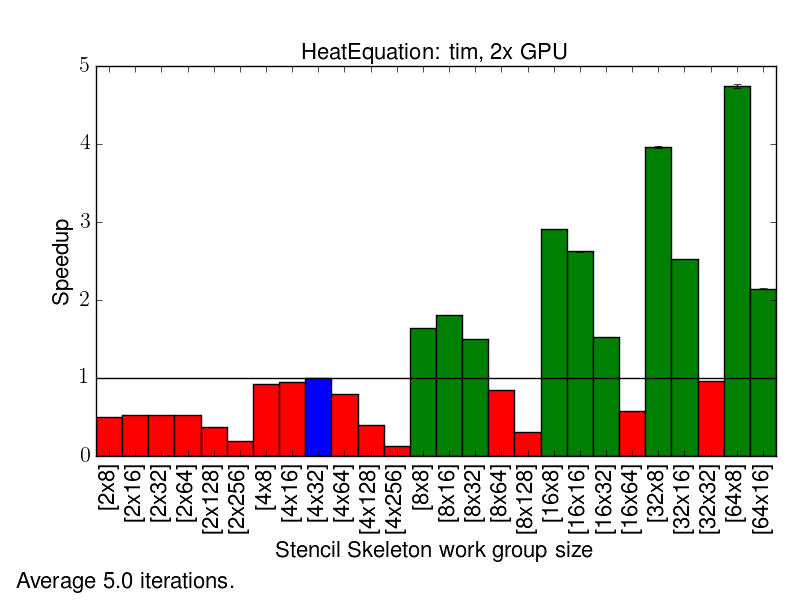 HeatEquation: tim, 2x GPU
5
4
3
2
1
0
Speedup
[2x8]
[2x16]
[2x32]
[2x64]
[2x128]
[2x256]
[4x8]
[4x16]
[4x32]
[4x64]
[4x128]
[4x256]
[8x8]
[8x16]
[8x32]
[8x64]
[8x128]
[16x8]
[16x16]
[16x32]
[16x64]
[32x8]
[32x16]
[32x32]
[64x8]
[64x16]
Stencil Skeleton work group size
Average 5.0 iterations.